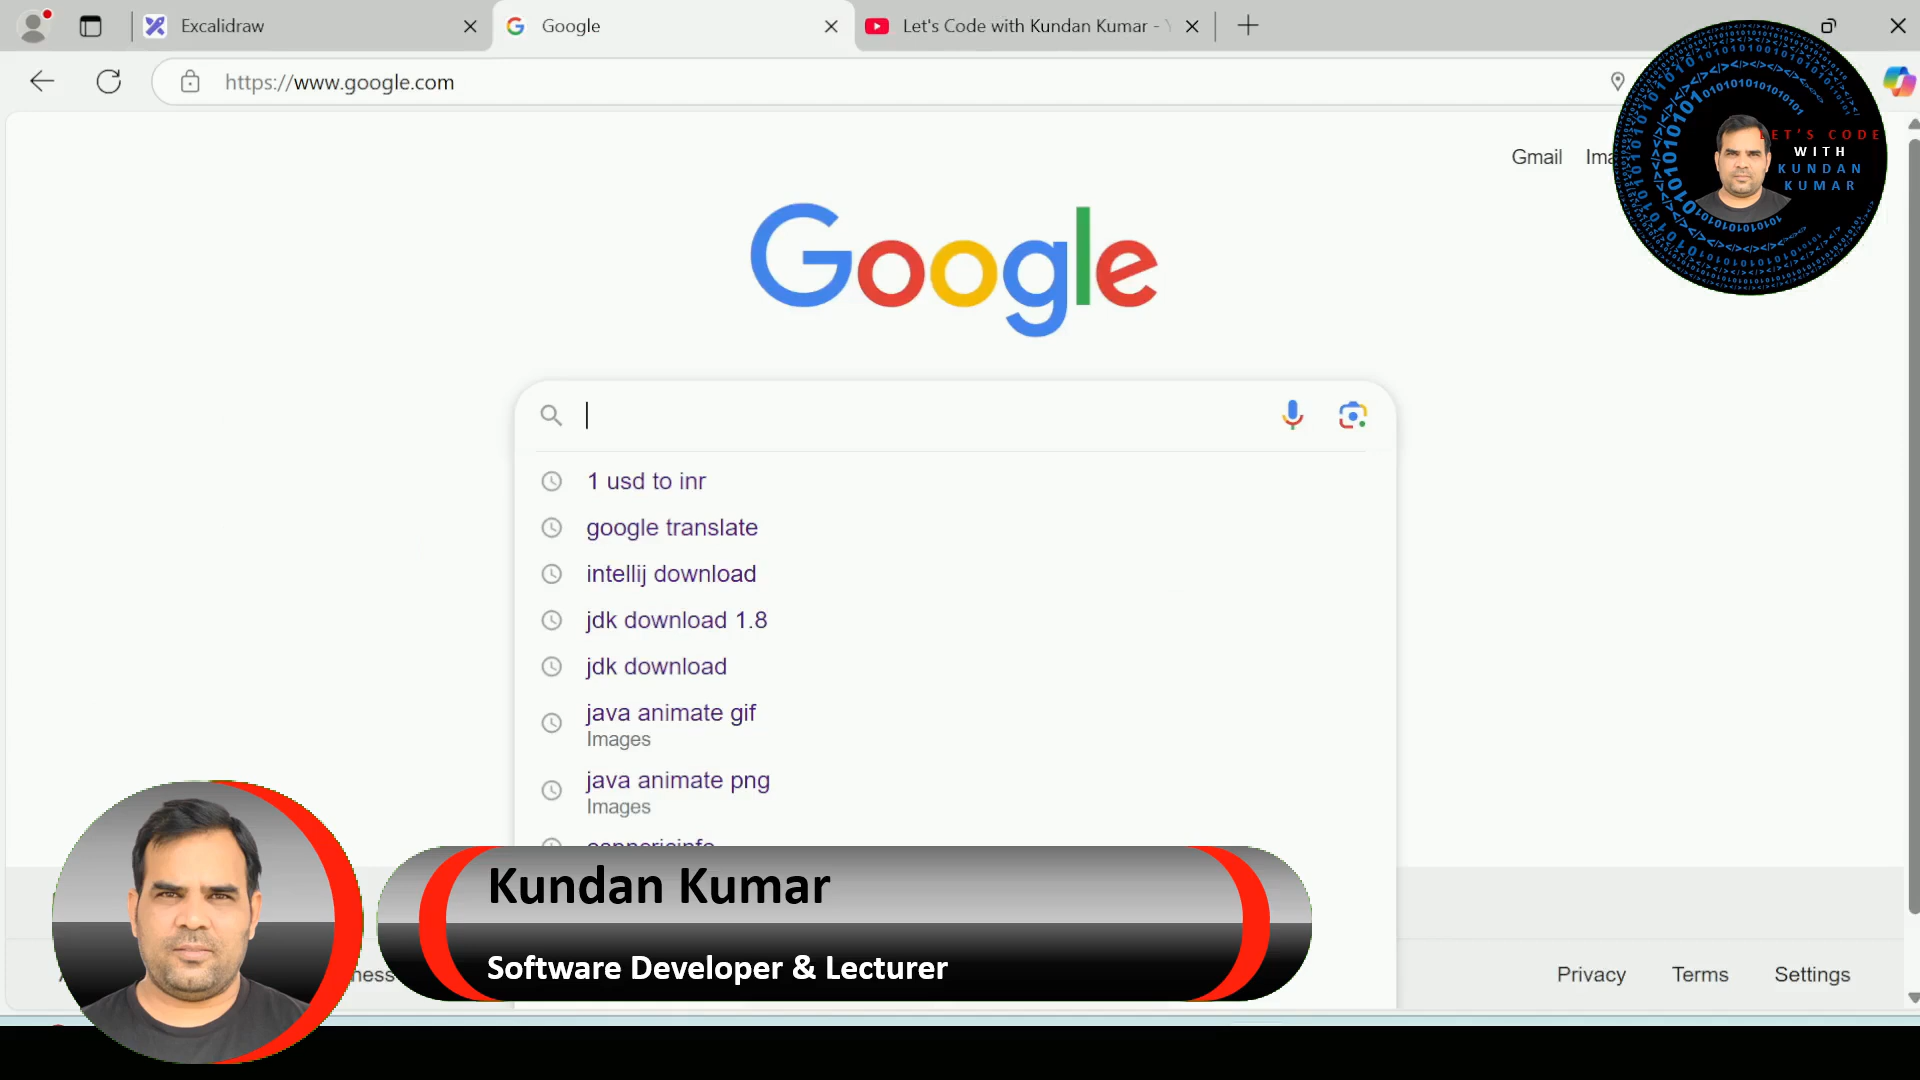 Excalidraw
Google
Let's Code with Kundan Kumar -
https://www.google.com
Gmail
LET'S CODE
WITH
KUNDAN
KUMAR
Google
1 usd to inr
google translate
intellij download
jdk download 1.8
jdk download
java animate gif
Images
java animate png
Images
Kundan Kumar
Software Developer & Lecturer
Privacy
Terms
Settings